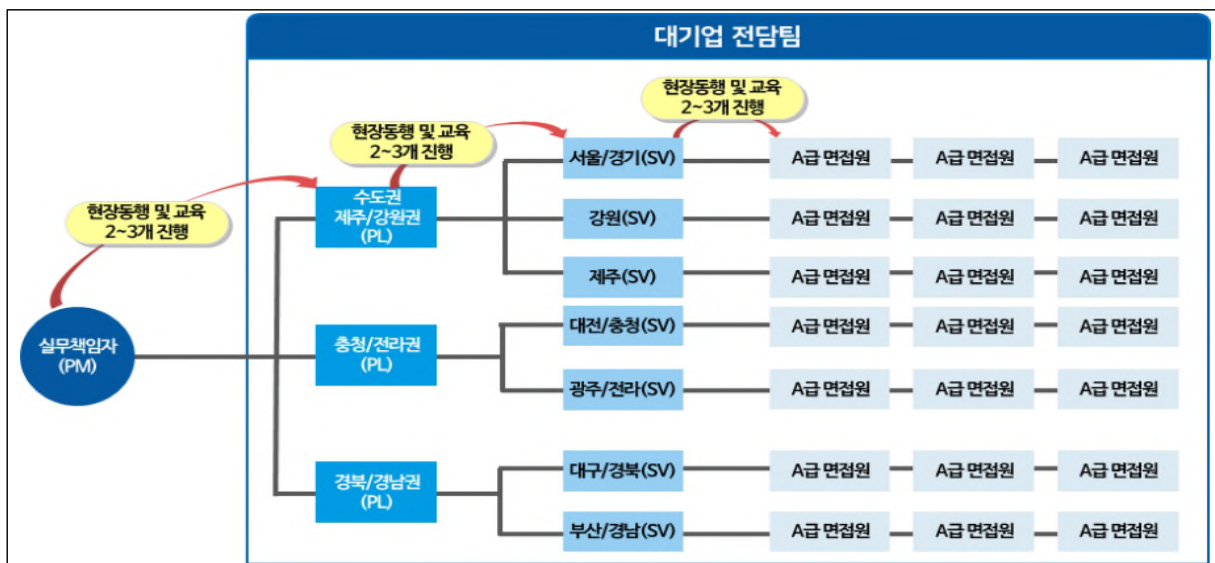 대기업 전담팀
현장동행 및 교육
2~3개 진행
현장동행 및 교육
2~3개 진행
현장동행 및 교육
2~3개 진행
실무책임자
(PM)
수도권
제주/강원권
(PL)
서울/경기(SV)
A급 면접원
A급 면접원
A급 면접원
강원(SV)
A급 면접원
A급 면접원
A급 면접원
제주(SV)
A급 면접원
A급 면접원
A급 면접원
충청/전라권
(PL)
대전/충청(SV)
A급 면접원
A급 면접원
A급 면접원
광주/전라(SV)
A급 면접원
A급 면접원
A급 면접원
경북/경남권
(PL)
대구/경북(SV)
A급 면접원
A급 면접원
A급 면접원
부산/경남(SV)
A급 면접원
A급 면접원
A급 면접원